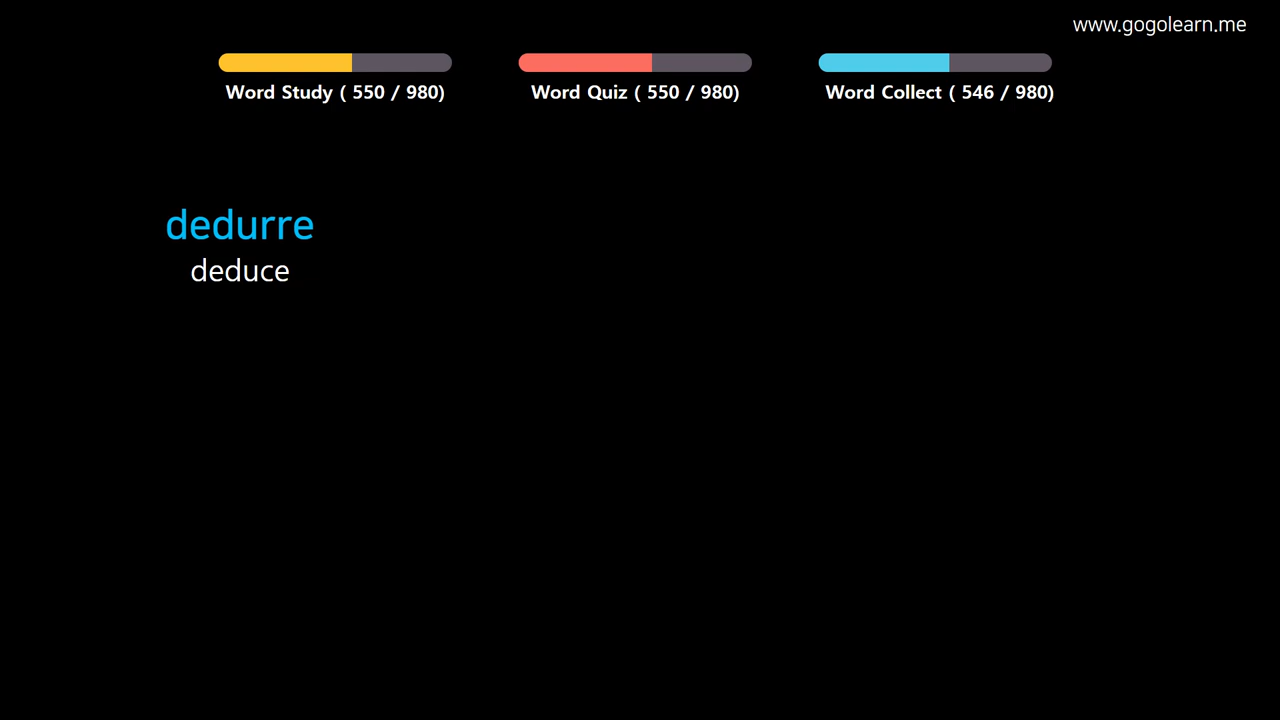 www.gogolearn.me
Word Study ( 550 / 980)
Word Quiz ( 550 / 980)
Word Collect ( 546 / 980)
dedurre
deduce